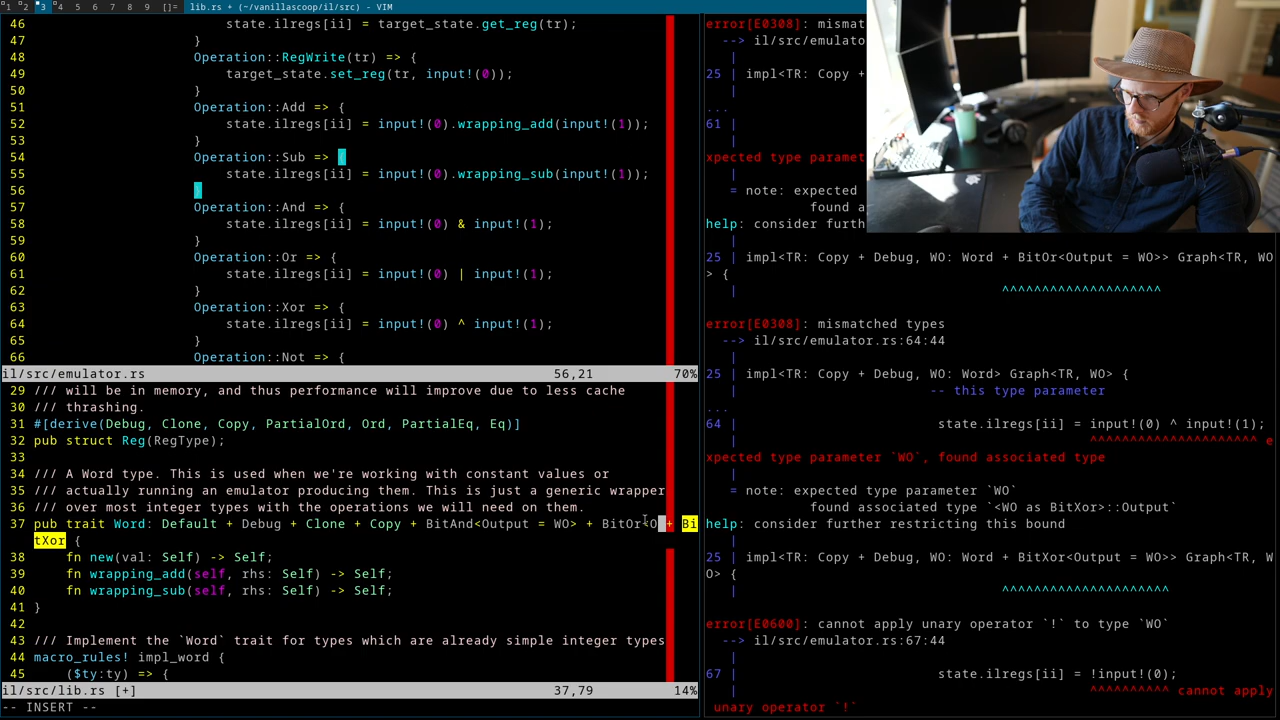 1 2 3 4 5 6 7 8 9 []= lib.rs + (~/vanillascoop/il/src) - VIM
46 state.ilregs[ii] = target_state.get_reg(tr);
47 }
48 Operation::RegWrite(tr) => {
49 target_state.set_reg(tr, input!(0));
50 }
51 Operation::Add => {
52 state.ilregs[ii] = input!(0).wrapping_add(input!(1));
53 }
54 Operation::Sub => {
55 state.ilregs[ii] = input!(0).wrapping_sub(input!(1));
56 }
57 Operation::And => {
58 state.ilregs[ii] = input!(0) & input!(1);
59 }
60 Operation::Or => {
61 state.ilregs[ii] = input!(0) | input!(1);
62 }
63 Operation::Xor => {
64 state.ilregs[ii] = input!(0) ^ input!(1);
65 }
66 Operation::Not => {
il/src/emulator.rs 56,21 70%
29 /// will be in memory, and thus performance will improve due to less cache
30 /// thrashing.
31 #[derive(Debug, Clone, Copy, PartialOrd, Ord, PartialEq, Eq)]
32 pub struct Reg(RegType);
33
34 /// A Word type. This is used when we're working with constant values or
35 /// actually running an emulator producing them. This is just a generic wrapper
36 /// over most integer types with the operations we will need on them.
37 pub trait Word: Default + Debug + Clone + Copy + BitAnd<Output = WO> + BitOr<O + Bi
tXor {
38 fn new(val: Self) -> Self;
39 fn wrapping_add(self, rhs: Self) -> Self;
40 fn wrapping_sub(self, rhs: Self) -> Self;
41 }
42
43 /// Implement the `Word` trait for types which are already simple integer types
44 macro_rules! impl_word {
45 ($ty:ty) => {
il/src/lib.rs [+] 37,79 14%
-- INSERT --
error[E0308]: mismat
--> il/src/emulato
|
25 | impl<TR: Copy +
|
...
61 |
|
xpected type paramet
|
= note: expected
found a
help: consider furth
|
25 | impl<TR: Copy + Debug, WO: Word + BitOr<Output = WO>> Graph<TR, WO
> {
| ^^^^^^^^^^^^^^^^^^^^
error[E0308]: mismatched types
--> il/src/emulator.rs:64:44
|
25 | impl<TR: Copy + Debug, WO: Word> Graph<TR, WO> {
| -- this type parameter
...
64 | state.ilregs[ii] = input!(0) ^ input!(1);
| ^^^^^^^^^^^^^^^^^^^^^ e
xpected type parameter `WO`, found associated type
|
= note: expected type parameter `WO`
found associated type `<WO as BitXor>::Output`
help: consider further restricting this bound
|
25 | impl<TR: Copy + Debug, WO: Word + BitXor<Output = WO>> Graph<TR, W
O> {
| ^^^^^^^^^^^^^^^^^^^^^
error[E0600]: cannot apply unary operator `!` to type `WO`
--> il/src/emulator.rs:67:44
|
67 | state.ilregs[ii] = !input!(0);
| ^^^^^^^^^^ cannot apply
unary operator `!`